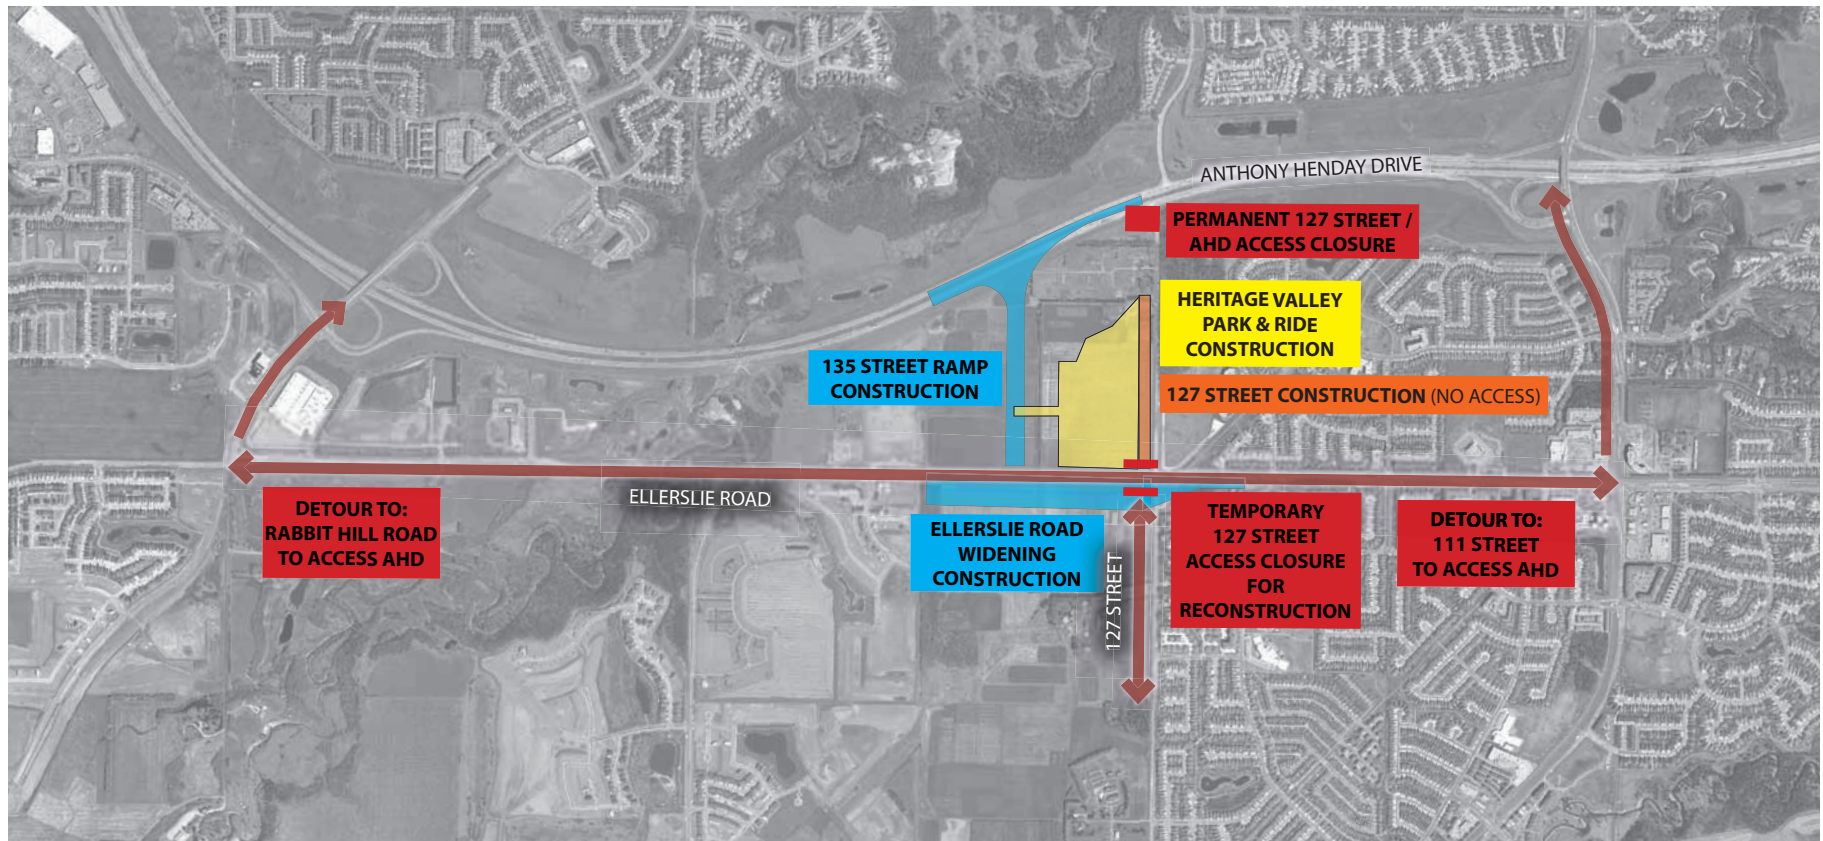 ANTHONY HENDAY DRIVE
PERMANENT 127 STREET /
AHD ACCESS CLOSURE
HERITAGE VALLEY
PARK & RIDE
CONSTRUCTION
135 STREET RAMP
CONSTRUCTION
127 STREET CONSTRUCTION (NO ACCESS)
ELLERSLIE ROAD
DETOUR TO:
RABBIT HILL ROAD
TO ACCESS AHD
ELLERSLIE ROAD
WIDENING
CONSTRUCTION
127 STREET
TEMPORARY
127 STREET
ACCESS CLOSURE
FOR
RECONSTRUCTION
DETOUR TO:
111 STREET
TO ACCESS AHD